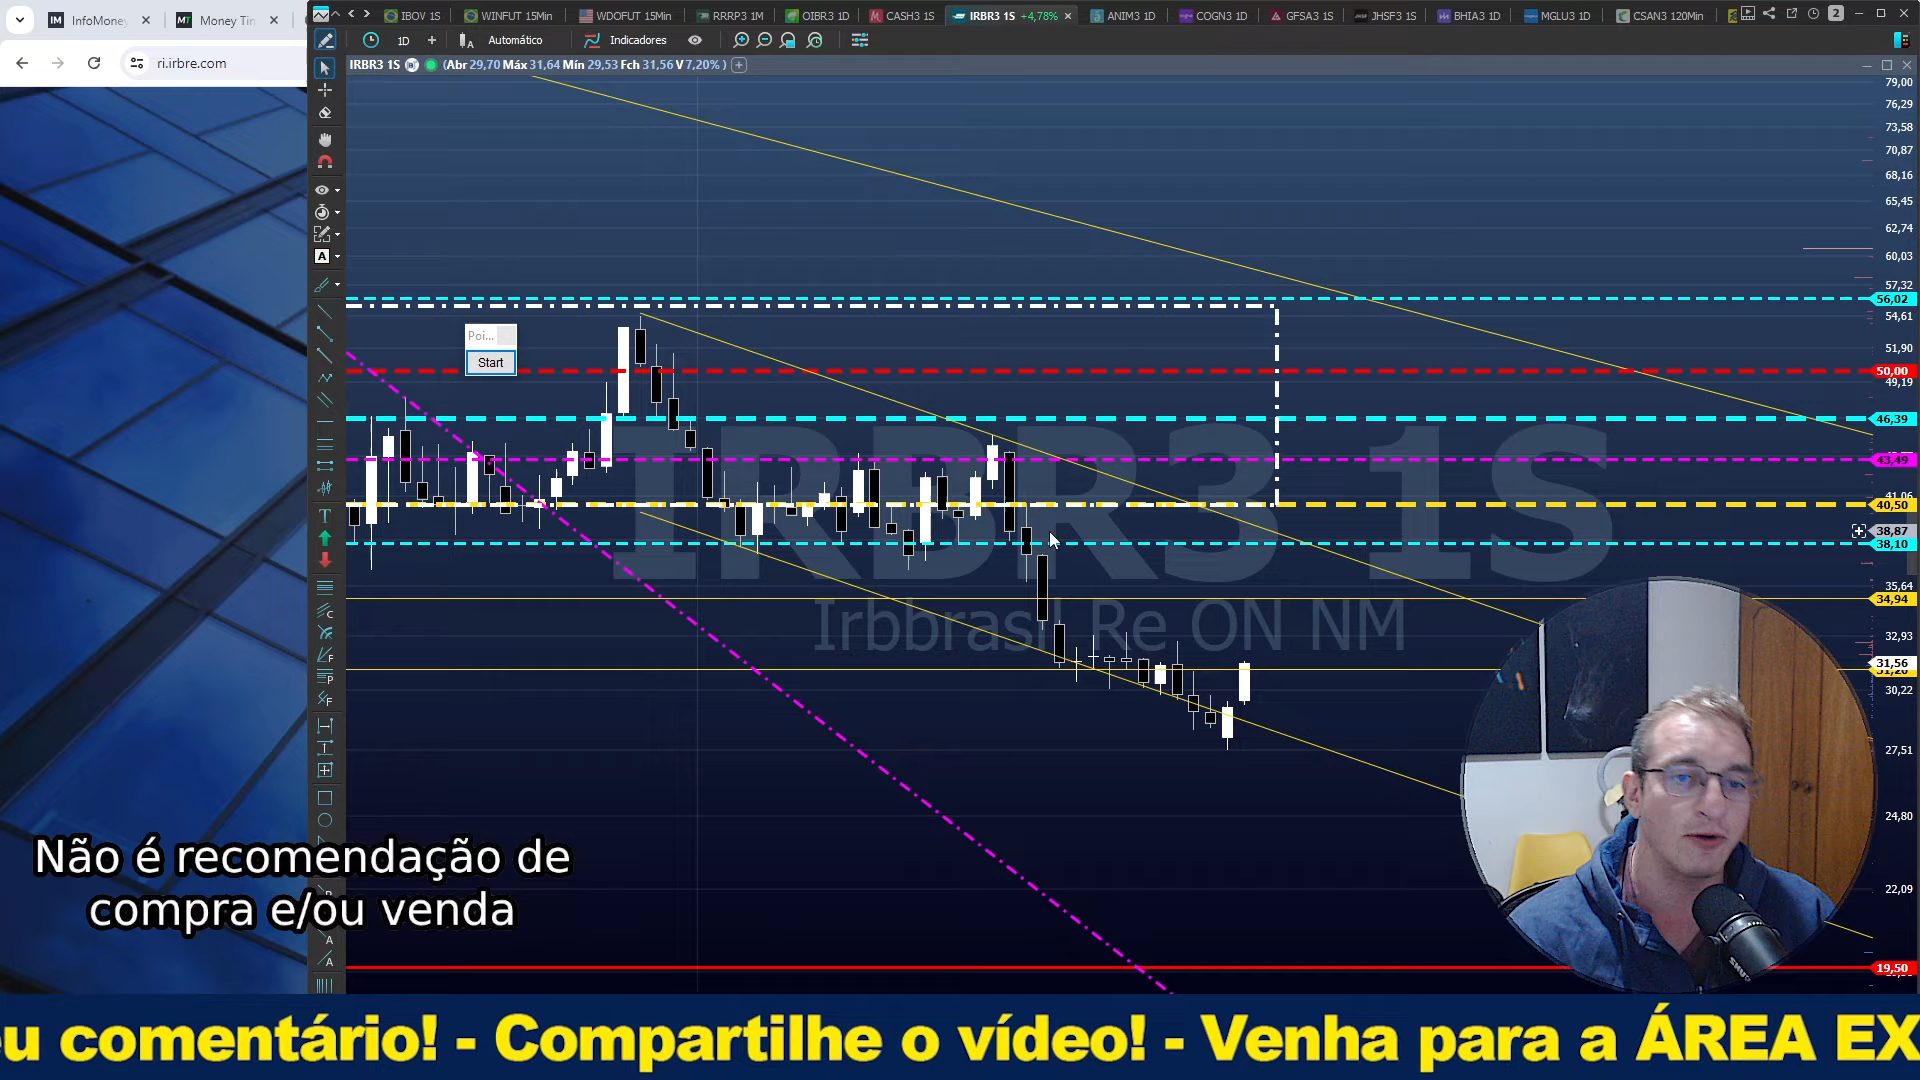 InfoMoney
Money Tim
ri.irbre.com
IBOV 1S
WINFUT 15Min
WDOFUT 15Min
RRRP3 1M
OIBR3 1D
CASH3 1S
IRBR3 1S +4,78%
ANIM3 1D
COGN3 1D
GFSA3 1S
JHSF3 1S
BHIA3 1D
MGLU3 1D
CSAN3 120Min
2
1D
Automático
Indicadores
IRBR3 1S (Abr 29,70 Máx 31,64 Mín 29,53 Fch 31,56 V 7,20% )
79,00
76,29
73,58
70,87
68,16
65,45
62,74
60,03
57,32
56,02
54,61
51,90
50,00
49,19
46,39
43,49
41,06
40,50
38,87
38,10
35,64
34,94
32,93
31,56
30,22
27,51
24,80
22,09
19,50
Poi...
Start
IRBR3 1S
Irbbrasil Re ON NM
Não é recomendação de
compra e/ou venda
SHURE
eu comentário! - Compartilhe o vídeo! - Venha para a ÁREA EX